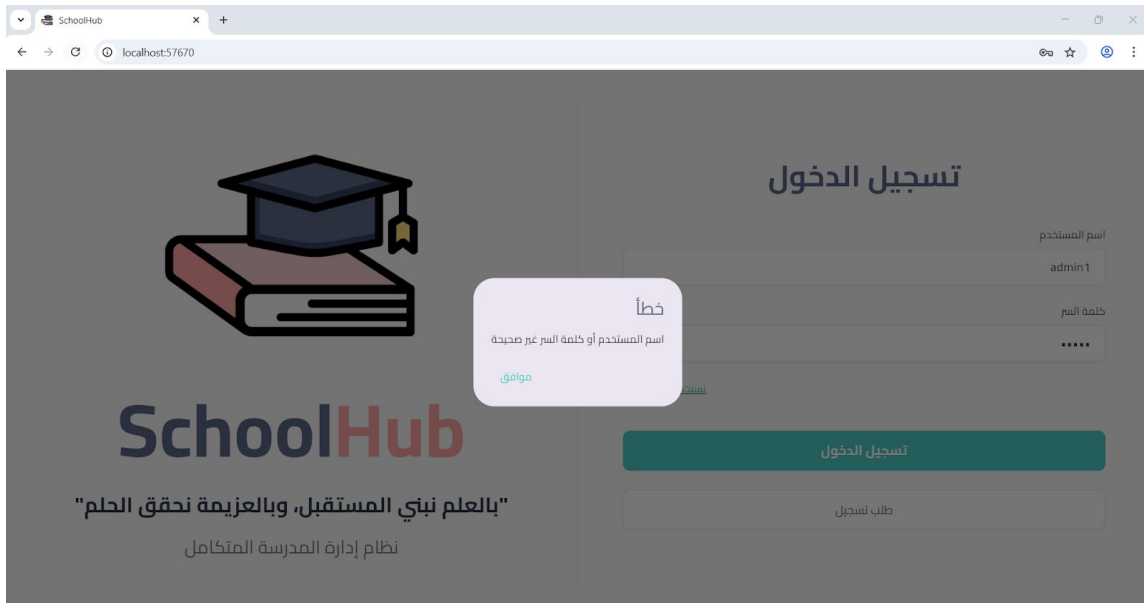 SchoolHub
localhost:57670
تسجيل الدخول
اسم المستخدم
admin1
كلمة السر
•••••
خطأ
اسم المستخدم أو كلمة السر غير صحيحة
موافق
تسجيل الدخول
طلب تسجيل
SchoolHub
"بالعلم نبني المستقبل، وبالعزيمة نحقق الحلم"
نظام إدارة المدرسة المتكامل